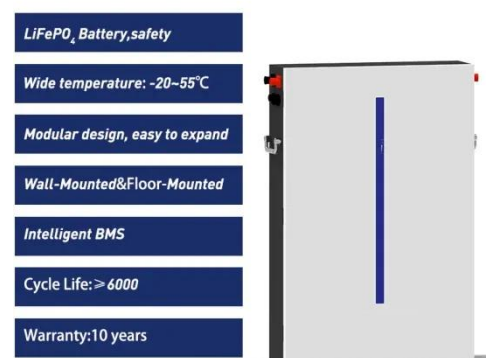 LiFePO₄ Battery,safety
Wide temperature: -20~55℃
Modular design, easy to expand
Wall-Mounted&Floor-Mounted
Intelligent BMS
Cycle Life:≥6000
Warranty:10 years